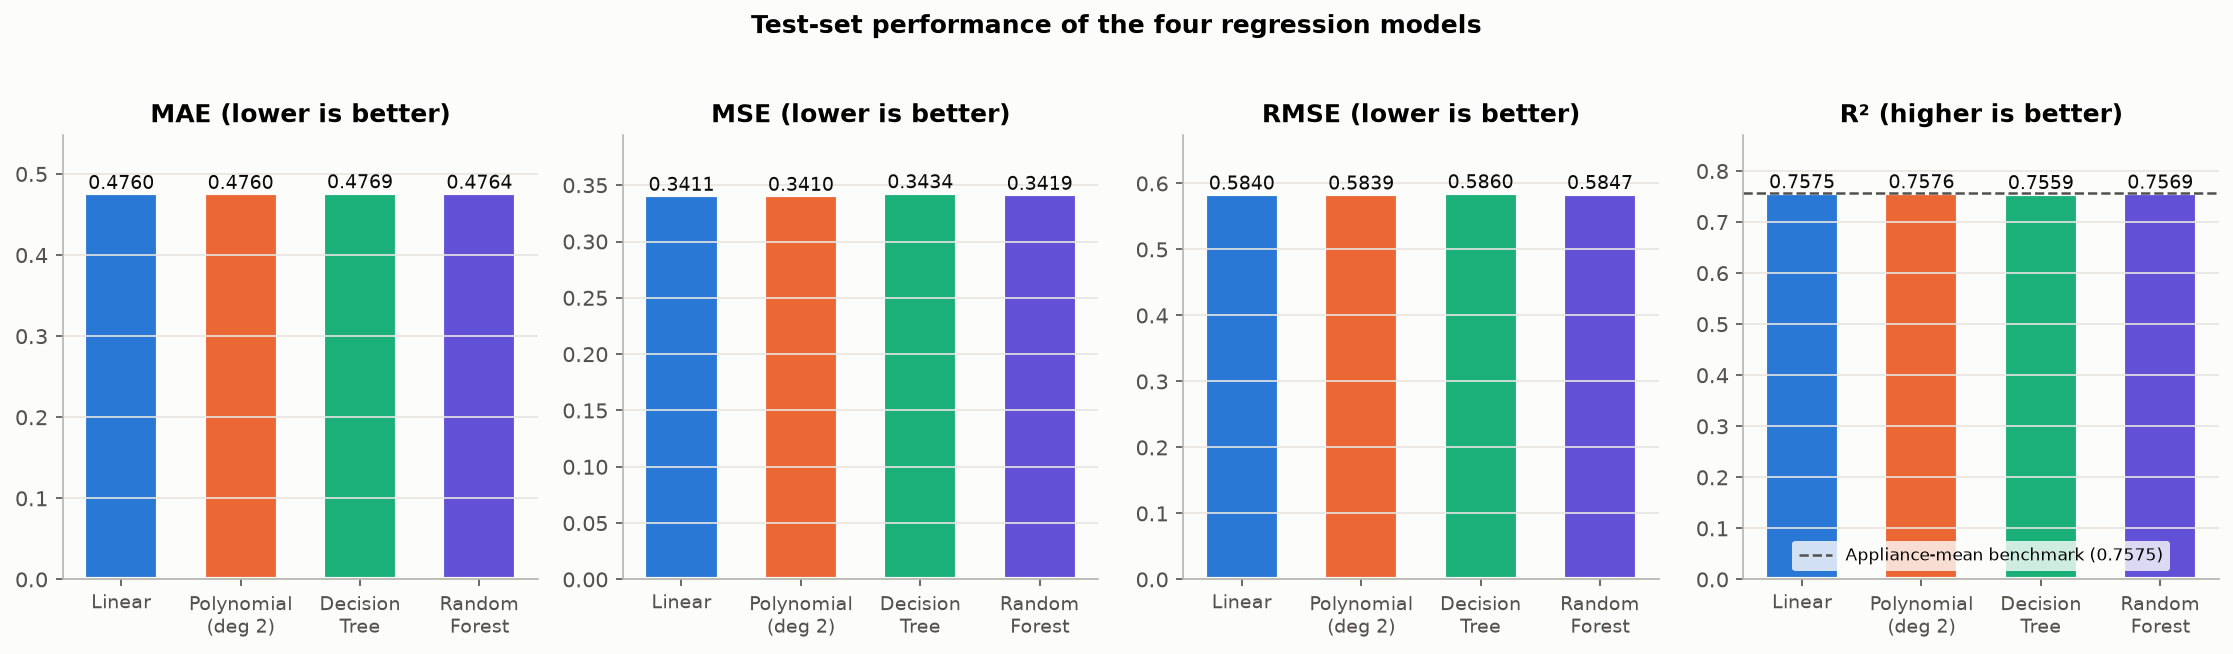 Test-set performance of the four regression models
MAE (lower is better)
0.5
0.4
0.3
0.2
0.1
0.0
0.4760
0.4760
0.4769
0.4764
Linear
Polynomial
(deg 2)
Decision
Tree
Random
Forest
MSE (lower is better)
0.35
0.30
0.25
0.20
0.15
0.10
0.05
0.00
0.3411
0.3410
0.3434
0.3419
Linear
Polynomial
(deg 2)
Decision
Tree
Random
Forest
RMSE (lower is better)
0.6
0.5
0.4
0.3
0.2
0.1
0.0
0.5840
0.5839
0.5860
0.5847
Linear
Polynomial
(deg 2)
Decision
Tree
Random
Forest
R² (higher is better)
0.8
0.7
0.6
0.5
0.4
0.3
0.2
0.1
0.0
0.7575
0.7576
0.7559
0.7569
Appliance-mean benchmark (0.7575)
Linear
Polynomial
(deg 2)
Decision
Tree
Random
Forest